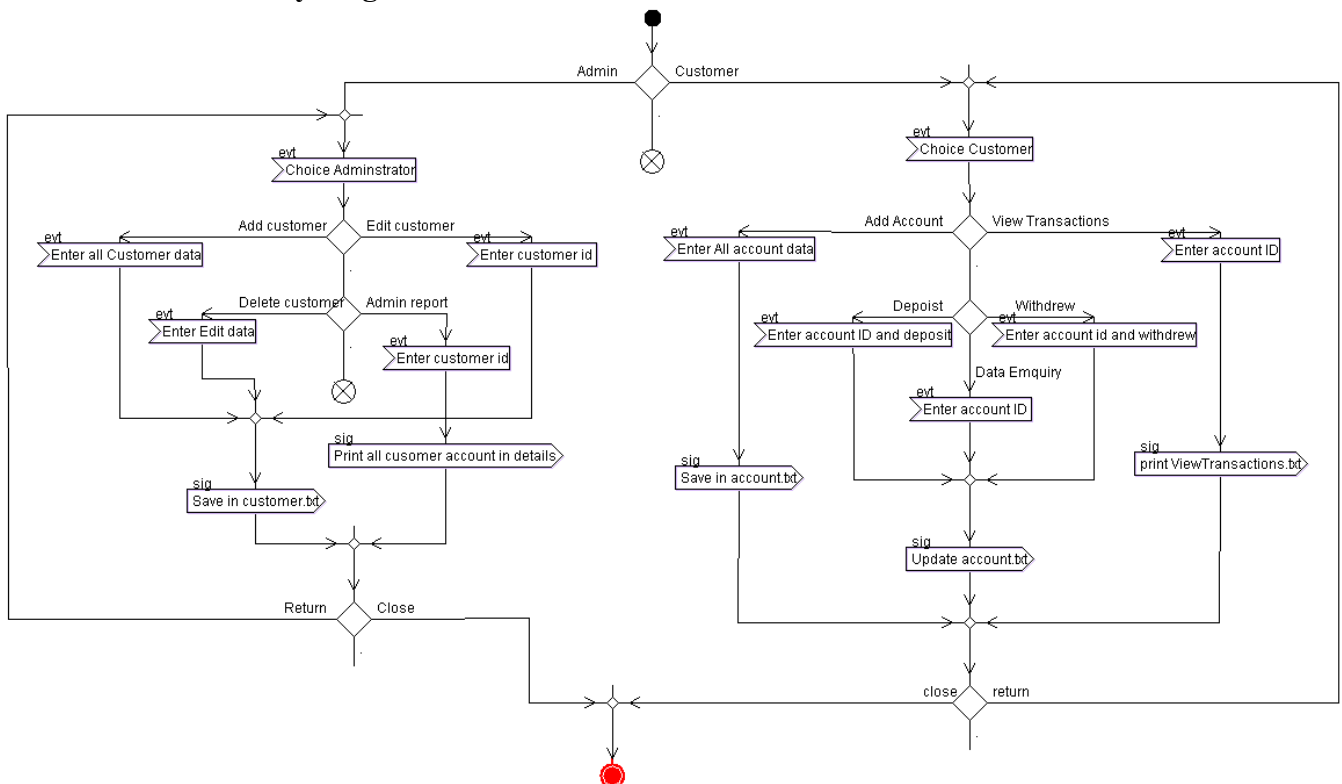 Admin
Customer
evt
Choice Adminstrator
evt
Choice Customer
Add customer
Edit customer
evt
Enter all Customer data
evt
Enter customer id
Delete customer
Admin report
evt
Enter Edit data
evt
Enter customer id
sig
Print all cusomer account in details
sig
Save in customer.txt
Return
Close
Add Account
View Transactions
evt
Enter All account data
evt
Enter account ID
Depoist
Withdrew
evt
Enter account ID and deposit
evt
Enter account id and withdrew
Data Emquiry
evt
Enter account ID
sig
Save in account.txt
sig
print ViewTransactions.txt
sig
Update account.txt
close
return